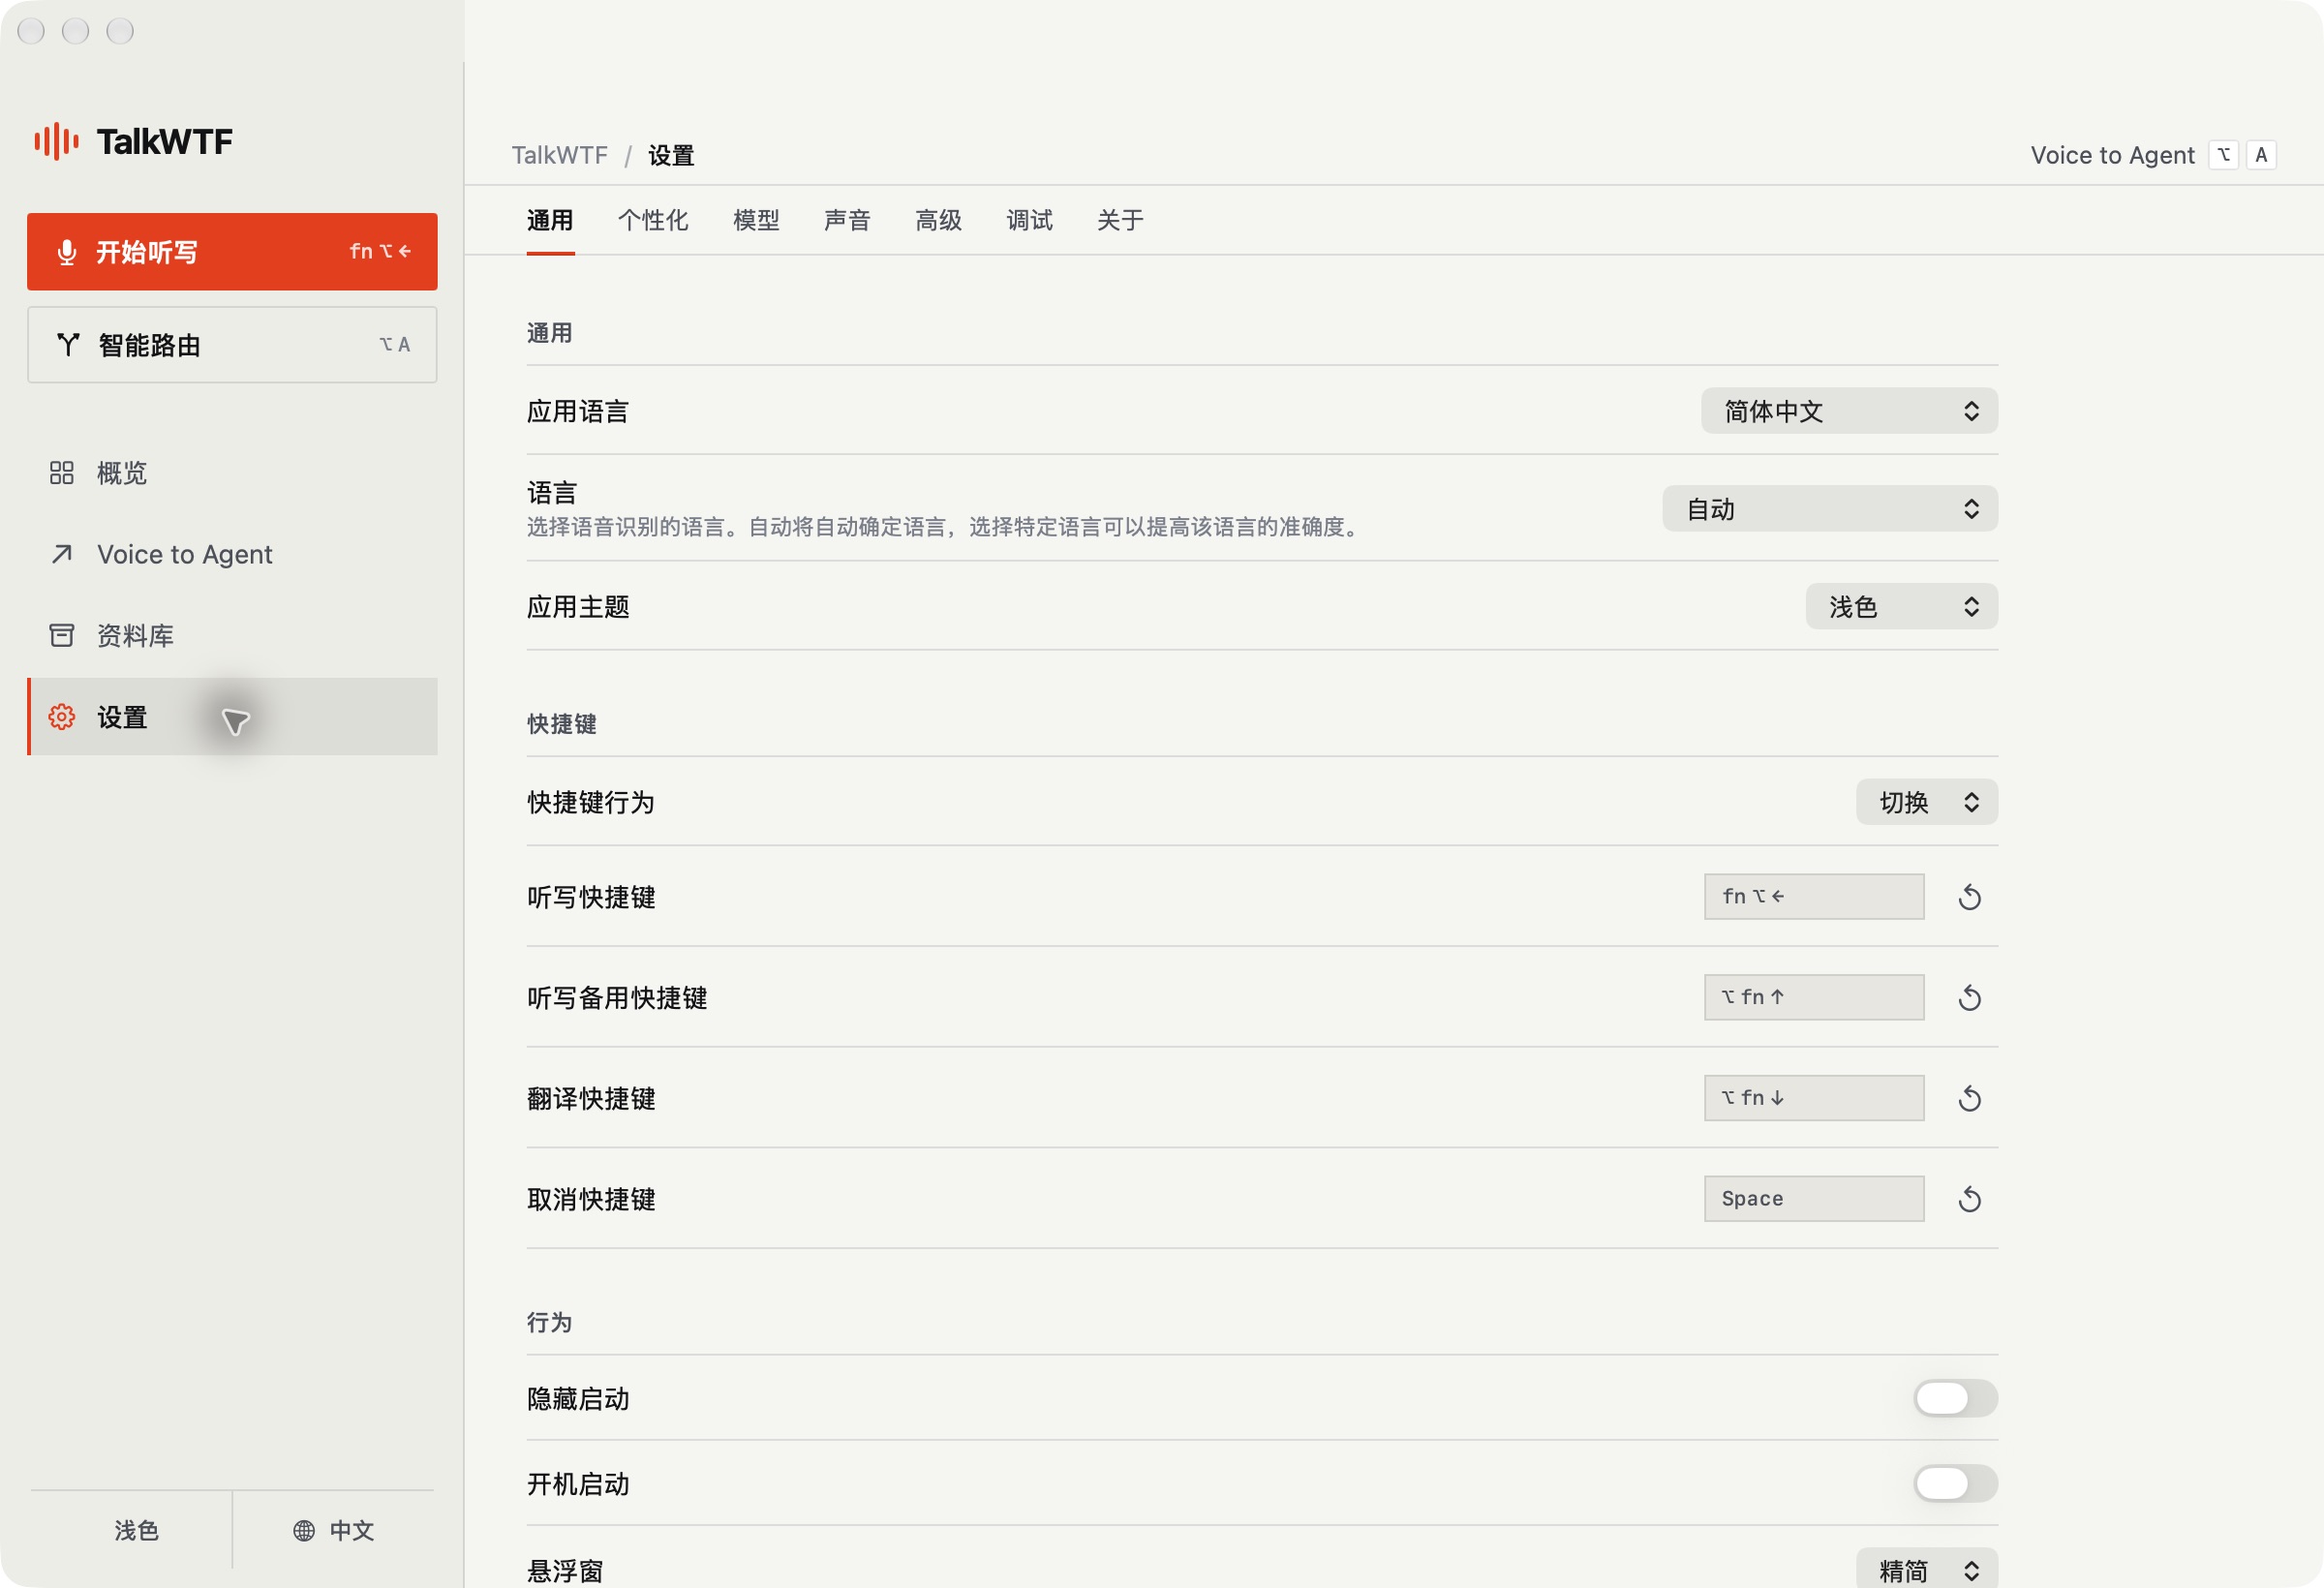 TalkWTF
开始听写 fn ⌥ ←
智能路由 ⌥ A
概览
Voice to Agent
资料库
设置
浅色
中文
TalkWTF / 设置
Voice to Agent ⌥ A
通用 个性化 模型 声音 高级 调试 关于
通用
应用语言 简体中文
语言
选择语音识别的语言。自动将自动确定语言，选择特定语言可以提高该语言的准确度。
自动
应用主题 浅色
快捷键
快捷键行为 切换
听写快捷键 fn ⌥ ←
听写备用快捷键 ⌥ fn ↑
翻译快捷键 ⌥ fn ↓
取消快捷键 Space
行为
隐藏启动
开机启动
悬浮窗 精简